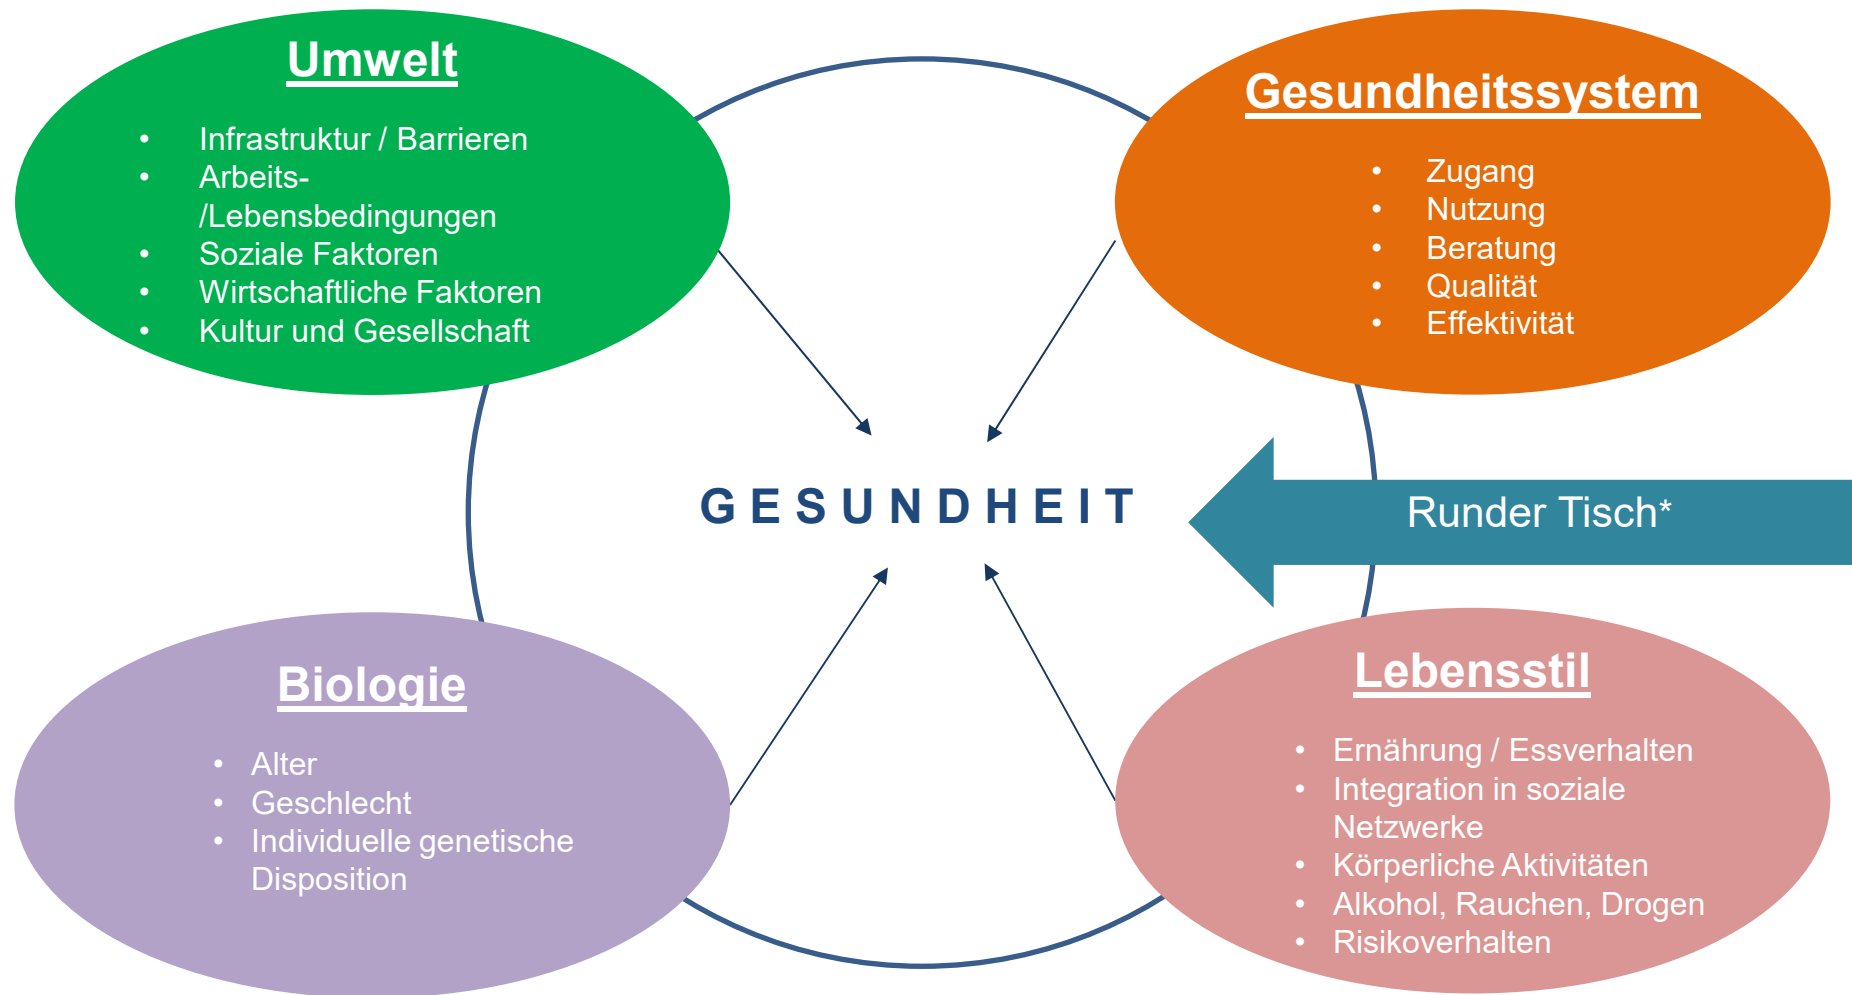 Umwelt
• Infrastruktur / Barrieren
• Arbeits-
/Lebensbedingungen
• Soziale Faktoren
• Wirtschaftliche Faktoren
• Kultur und Gesellschaft
Gesundheitssystem
• Zugang
• Nutzung
• Beratung
• Qualität
• Effektivität
GESUNDHEIT
Runder Tisch*
Biologie
• Alter
• Geschlecht
• Individuelle genetische
Disposition
Lebensstil
• Ernährung / Essverhalten
• Integration in soziale
Netzwerke
• Körperliche Aktivitäten
• Alkohol, Rauchen, Drogen
• Risikoverhalten